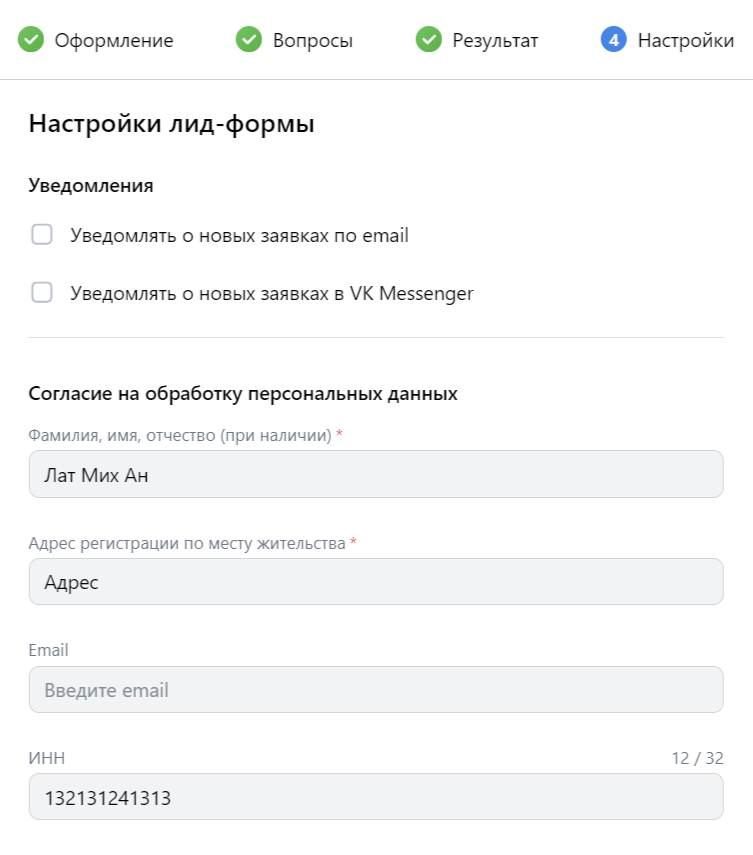 Оформление Вопросы Результат 4 Настройки
Настройки лид-формы
Уведомления
Уведомлять о новых заявках по email
Уведомлять о новых заявках в VK Messenger
Согласие на обработку персональных данных
Фамилия, имя, отчество (при наличии) *
Лат Мих Ан
Адрес регистрации по месту жительства *
Адрес
Email
Введите email
ИНН 12 / 32
132131241313